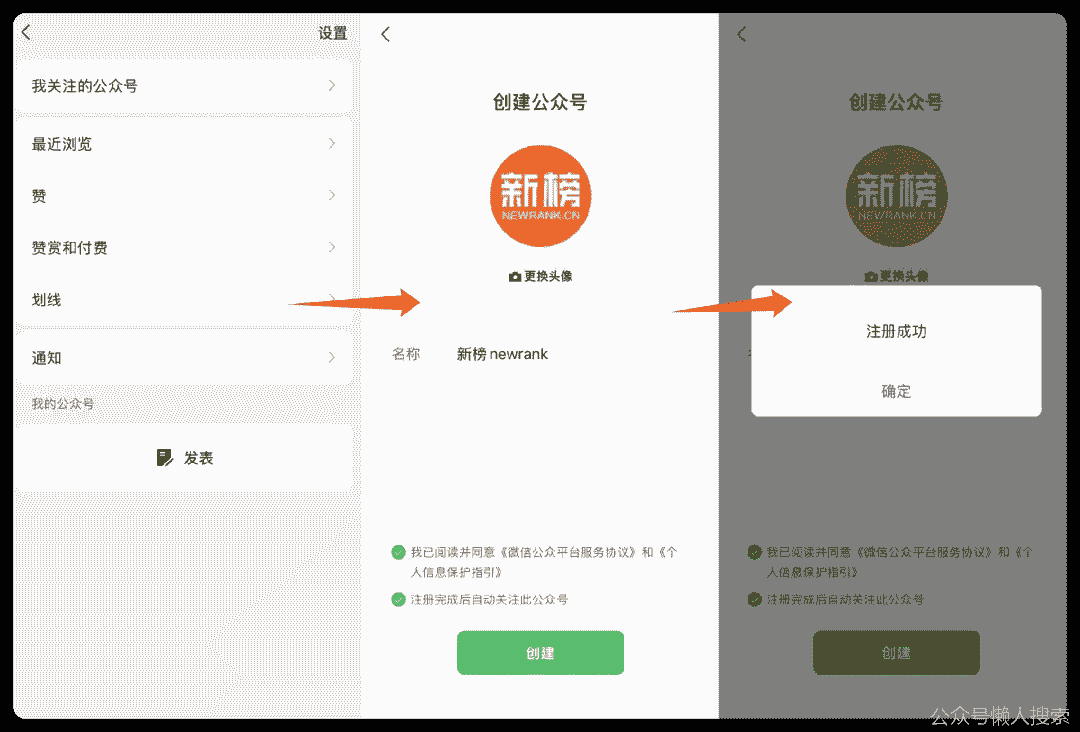 设置
我关注的公众号
最近浏览
赞
赞赏和付费
划线
通知
我的公众号
发表
创建公众号
新榜
NEWRANK.CN
更换头像
名称 新榜 newrank
我已阅读并同意《微信公众平台服务协议》和《个
人信息保护指引》
注册完成后自动关注此公众号
创建
创建公众号
新榜
NEWRANK.CN
更换头像
注册成功
确定
我已阅读并同意《微信公众平台服务协议》和《个
人信息保护指引》
注册完成后自动关注此公众号
创建
公众号懒人搜索